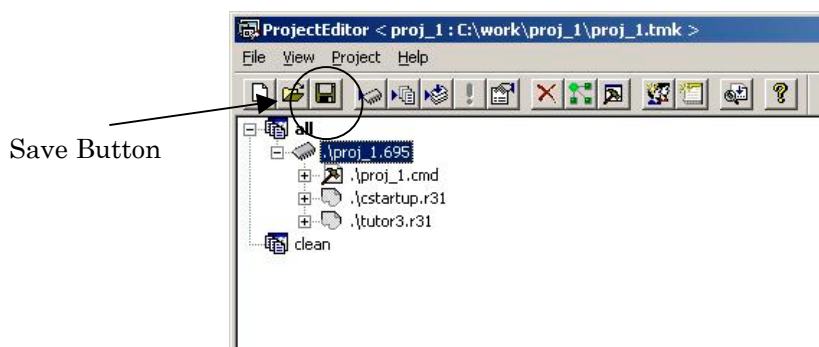 ProjectEditor < proj_1 : C:\work\proj_1\proj_1.tmk >
File View Project Help
all
Save Button
.\proj_1.695
.\proj_1.cmd
.\cstartup.r31
.\tutor3.r31
clean